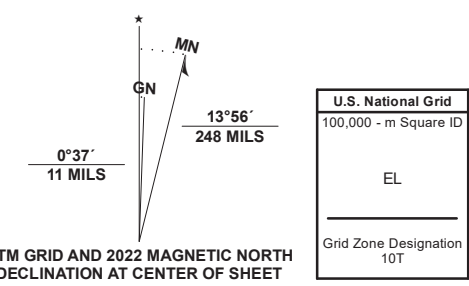 MN
GN
13°56´
248 MILS
0°37´
11 MILS
TM GRID AND 2022 MAGNETIC NORTH
DECLINATION AT CENTER OF SHEET
U.S. National Grid
100,000 - m Square ID
EL
Grid Zone Designation
10T